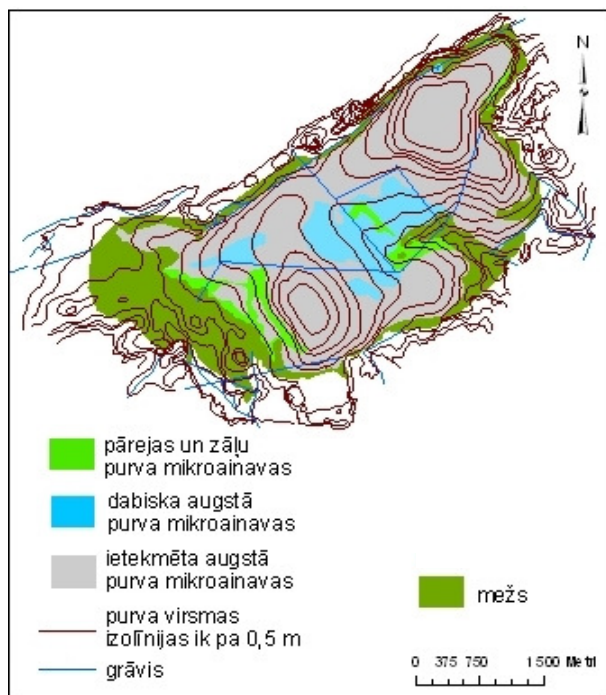 N
pārejas un zāļu
purva mikroainavas
dabiska augstā
purva mikroainavas
ietekmēta augstā
purva mikroainavas
mežs
purva virsmas
izolīnijas ik pa 0,5 m
grāvis
0 375 750 1 500 Metri